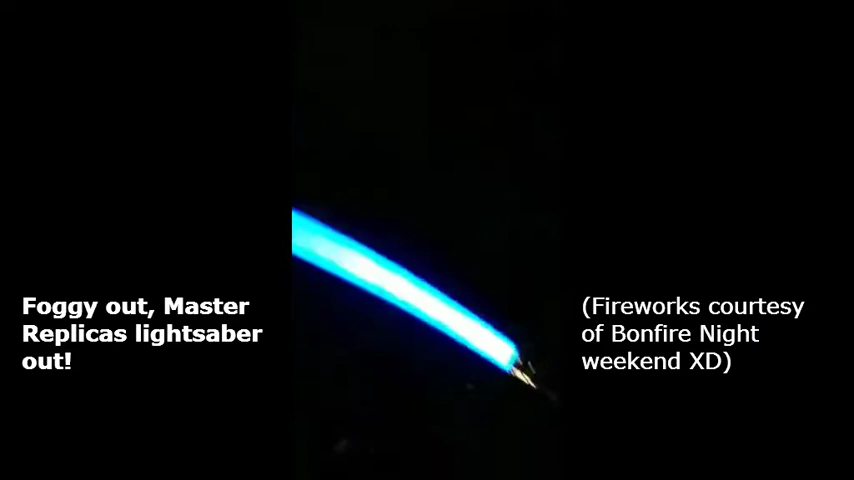 Foggy out, Master
Replicas lightsaber
out!
(Fireworks courtesy
of Bonfire Night
weekend XD)